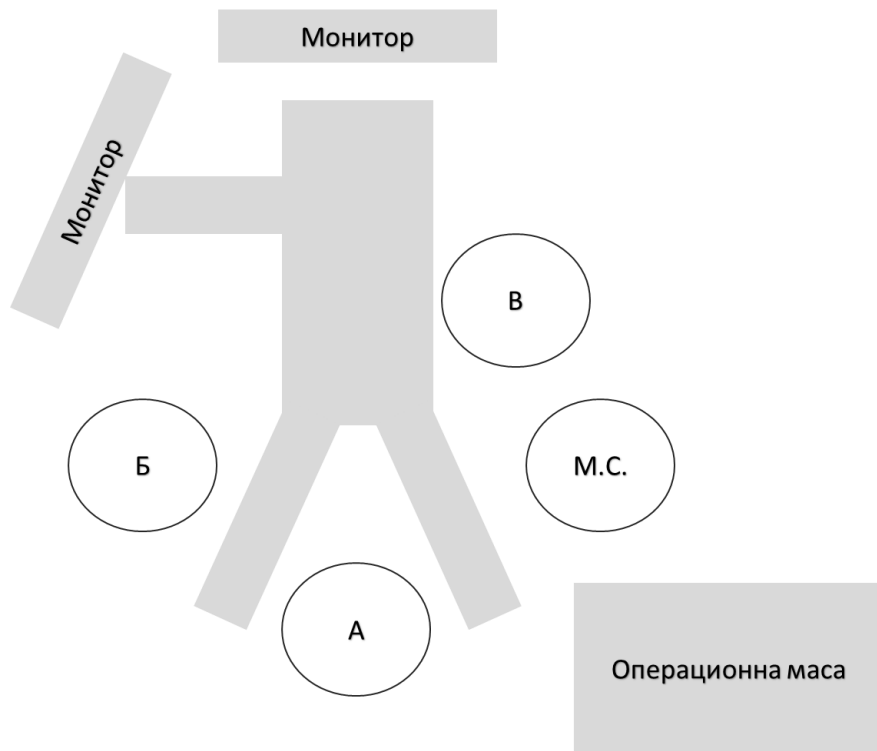 Монитор
Монитор
В
Б
М.С.
А
Операционна маса